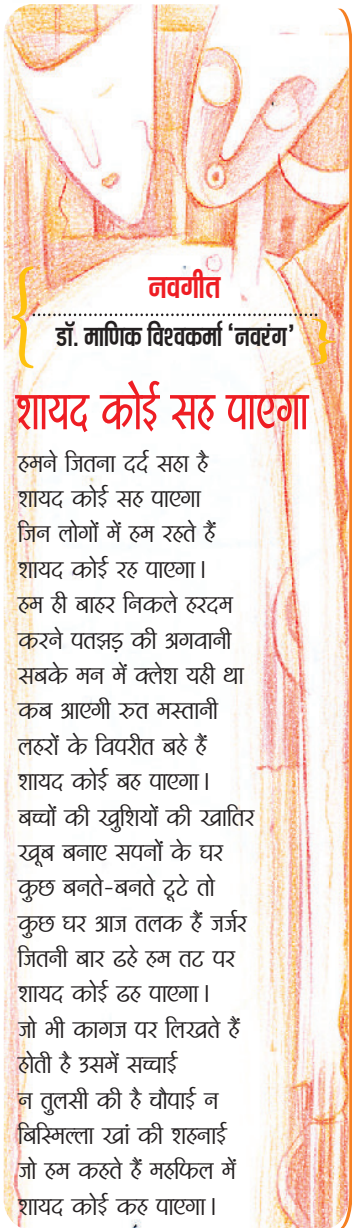 नवगीत
डॉ. माणिक विश्वकर्मा ‘नवरंग’
शायद कोई सह पाएगा
हमने जितना दर्द सहा है
शायद कोई सह पाएगा
जिन लोगों में हम रहते हैं
शायद कोई रह पाएगा।
हम ही बाहर निकले हरदम
करने पतझड़ की अगवानी
सबके मन में क्लेश यही था
कब आएगी रुत मस्तानी
लहरों के विपरीत बहे हैं
शायद कोई बह पाएगा।
बच्चों की खुशियों की खातिर
खूब बनाए सपनों के घर
कुछ बनते-बनते टूटे तो
कुछ घर आज तलक हैं जर्जर
जितनी बार ढहे हम तट पर
शायद कोई ढह पाएगा।
जो भी कागज पर लिखते हैं
होती है उसमें सच्चाई
न तुलसी की है चौपाई न
बिस्मिल्ला खां की शहनाई
जो हम कहते हैं महफिल में
शायद कोई कह पाएगा।